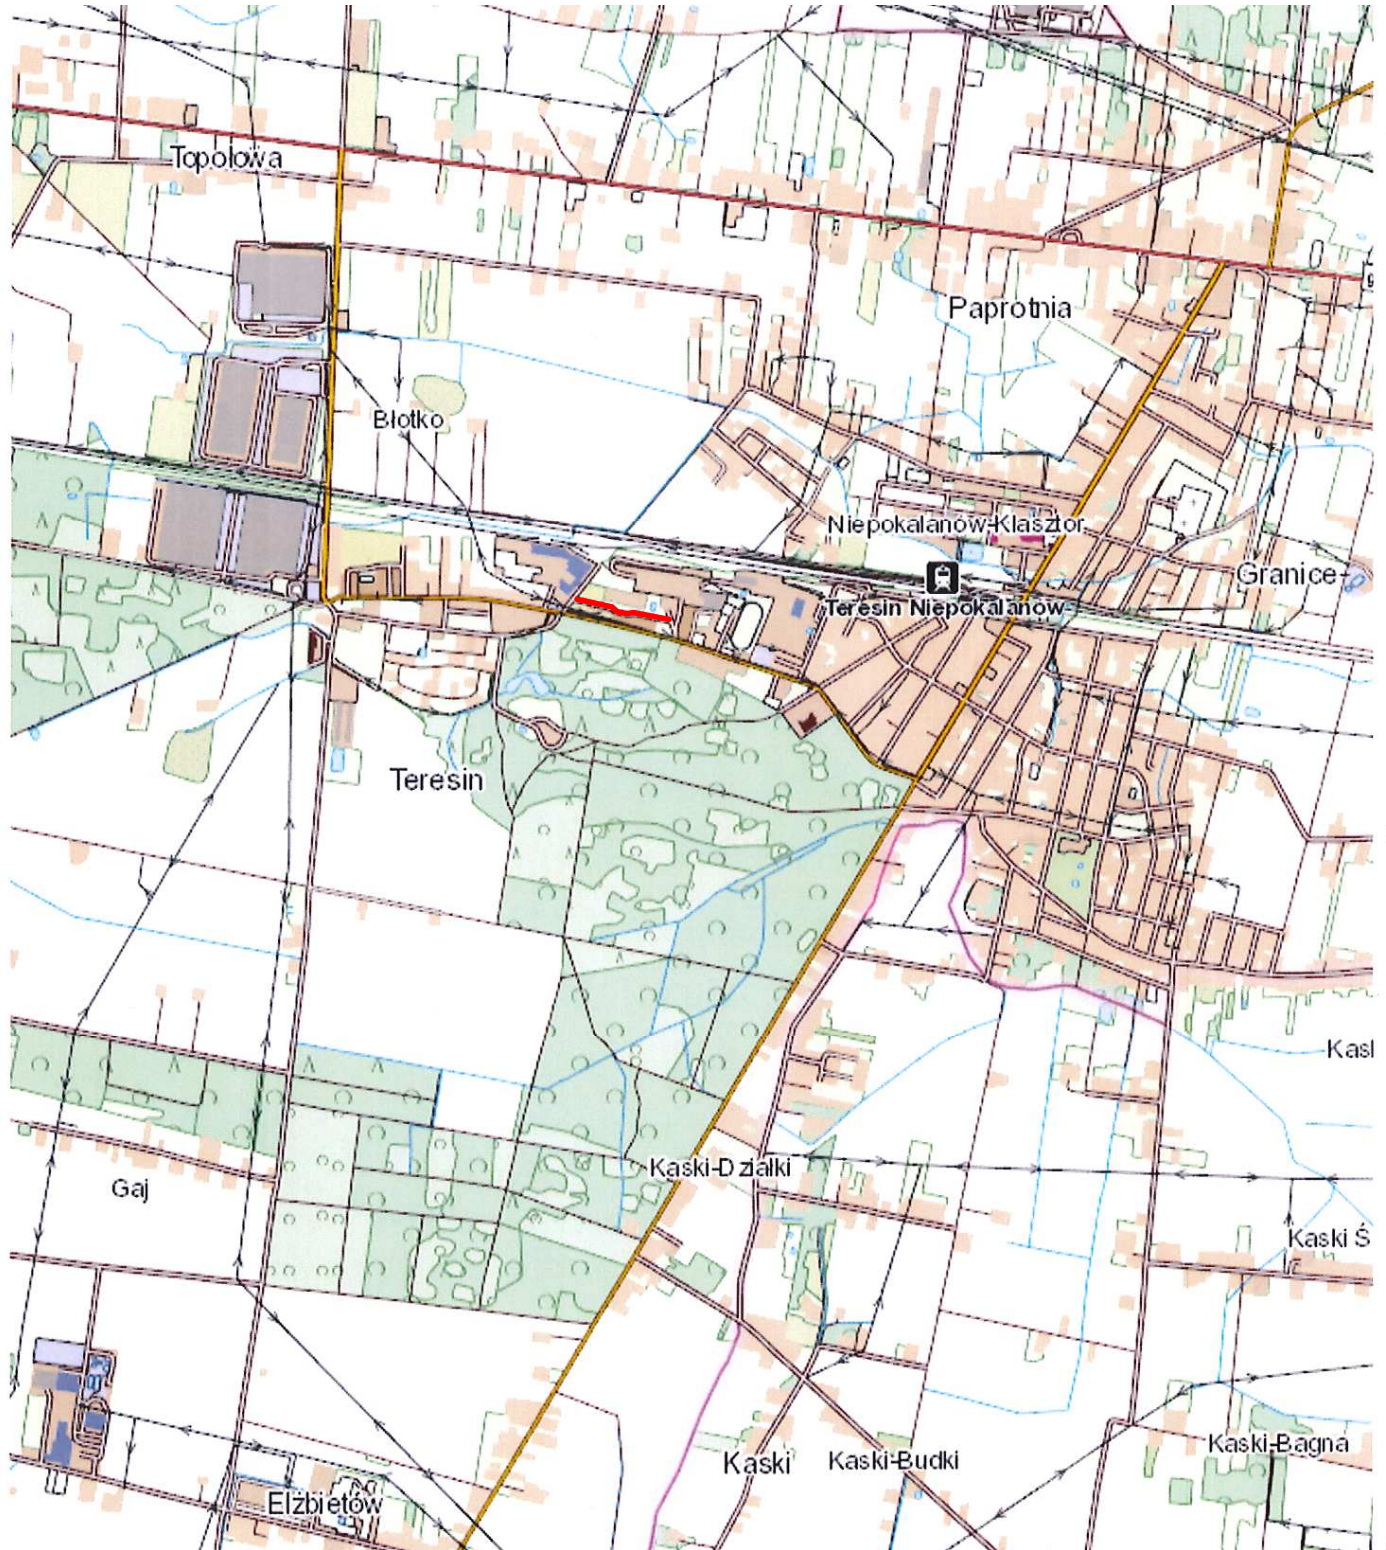 Topolowa
9
Paprotnia
Błotko
Niepokalanów-Klasztor
Granice
Teresin Niepokalanów
Teresin
Kasl
Kaski-Działki
Gaj
Kaski Ś
Kaski-Bagna
Kaski
Kaski-Budki
Elżbietów